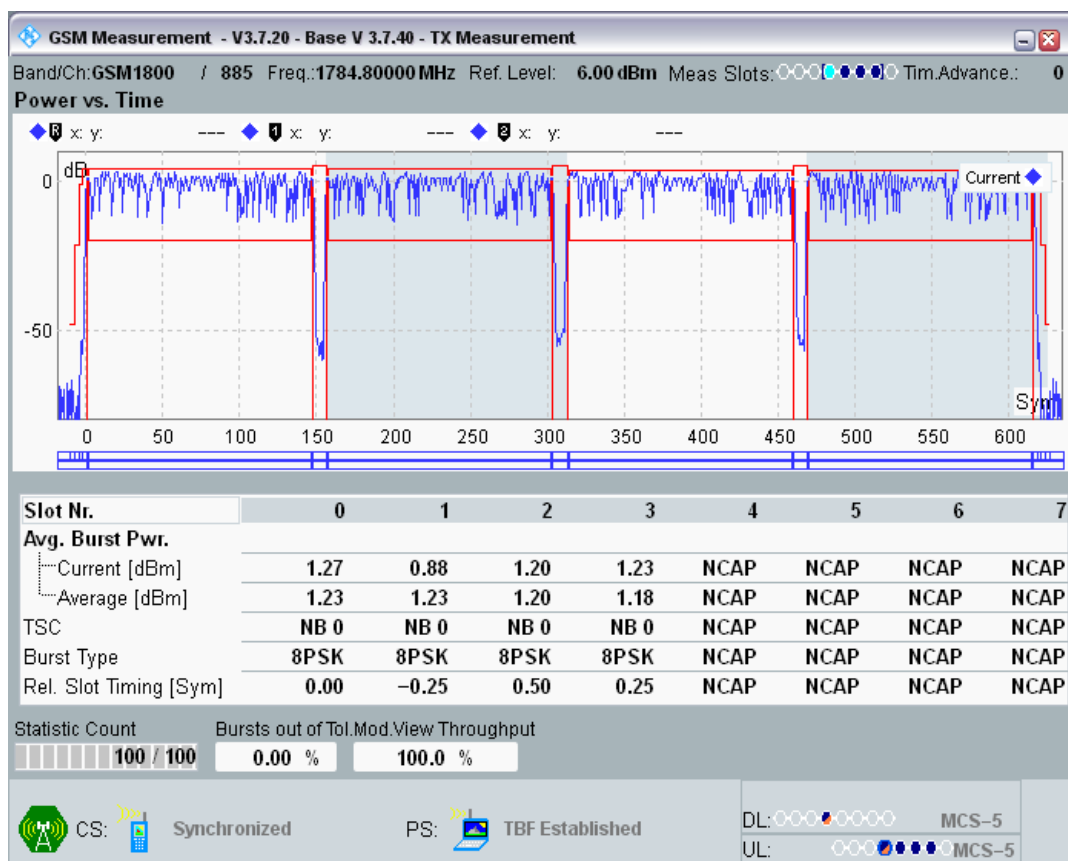 GSM Measurement - V3.7.20 - Base V 3.7.40 - TX Measurement
Band/Ch:GSM1800 / 885 Freq.:1784.80000 MHz Ref. Level: 6.00 dBm Meas Slots: Tim.Advance.: 0
Power vs. Time
R x: y: --- 1 x: y: --- 2 x: y: ---
dB
0
Current
-50
Sym
0 50 100 150 200 250 300 350 400 450 500 550 600
Slot Nr. 0 1 2 3 4 5 6 7
Avg. Burst Pwr.
Current [dBm] 1.27 0.88 1.20 1.23 NCAP NCAP NCAP NCAP
Average [dBm] 1.23 1.23 1.20 1.18 NCAP NCAP NCAP NCAP
TSC NB 0 NB 0 NB 0 NB 0 NCAP NCAP NCAP NCAP
Burst Type 8PSK 8PSK 8PSK 8PSK NCAP NCAP NCAP NCAP
Rel. Slot Timing [Sym] 0.00 −0.25 0.50 0.25 NCAP NCAP NCAP NCAP
Statistic Count Bursts out of Tol.Mod.View Throughput
100 / 100 0.00 % 100.0 %
DL: MCS−5
CS: Synchronized PS: TBF Established
UL: MCS−5